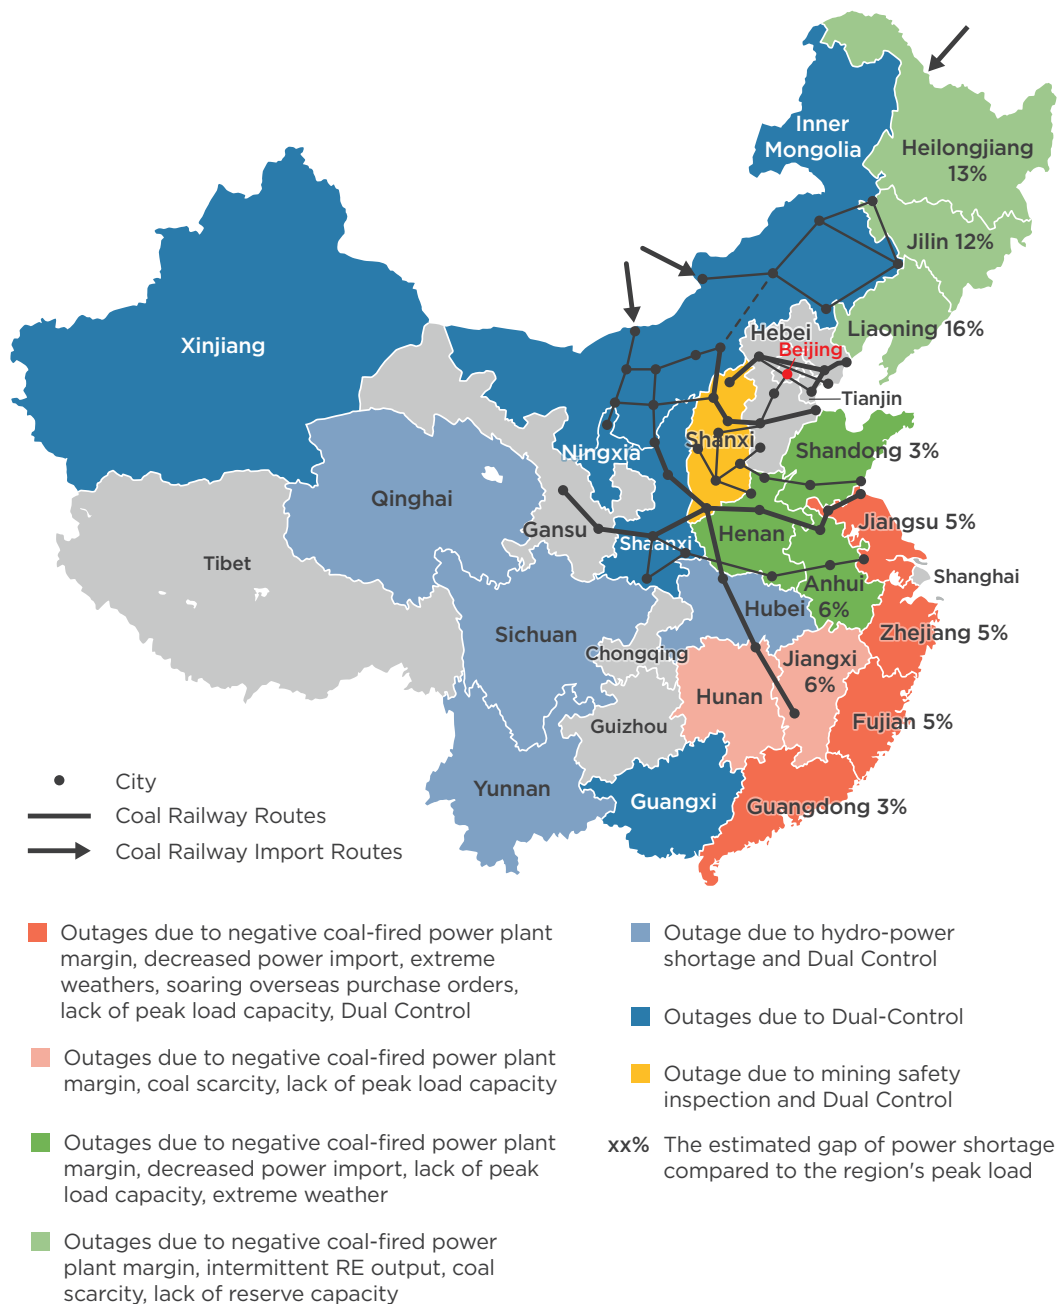 Inner
Mongolia
Heilongjiang
13%
Jilin 12%
Liaoning 16%
Xinjiang
Hebei
Beijing
Tianjin
Shanxi
Shandong 3%
Ningxia
Qinghai
Gansu
Shaanxi
Henan
Jiangsu 5%
Tibet
Shanghai
Anhui
6%
Hubei
Sichuan
Zhejiang 5%
Chongqing
Jiangxi
6%
Hunan
Guizhou
Fujian 5%
Yunnan
Guangxi
Guangdong 3%
City
Coal Railway Routes
Coal Railway Import Routes
Outages due to negative coal-fired power plant
margin, decreased power import, extreme
weathers, soaring overseas purchase orders,
lack of peak load capacity, Dual Control
Outages due to negative coal-fired power plant
margin, coal scarcity, lack of peak load capacity
Outages due to negative coal-fired power plant
margin, decreased power import, lack of peak
load capacity, extreme weather
Outages due to negative coal-fired power
plant margin, intermittent RE output, coal
scarcity, lack of reserve capacity
Outage due to hydro-power
shortage and Dual Control
Outages due to Dual-Control
Outage due to mining safety
inspection and Dual Control
xx% The estimated gap of power shortage
compared to the region's peak load